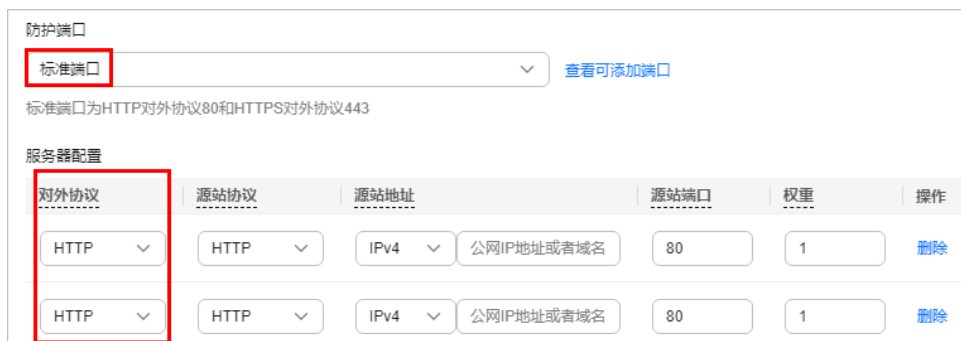 防护端口
标准端口 查看可添加端口
标准端口为HTTP对外协议80和HTTPS对外协议443
服务器配置
对外协议 源站协议 源站地址 源站端口 权重 操作
HTTP HTTP IPv4 公网IP地址或者域名 80 1 删除
HTTP HTTP IPv4 公网IP地址或者域名 80 1 删除